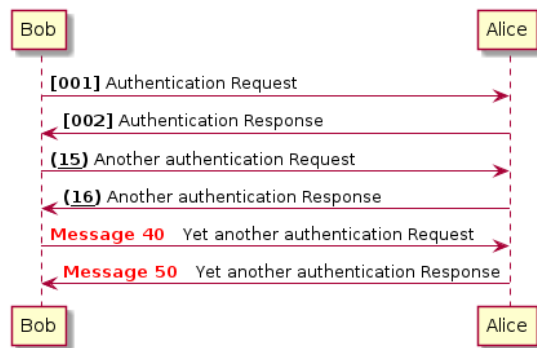 Bob Alice
[001] Authentication Request
[002] Authentication Response
(15) Another authentication Request
(16) Another authentication Response
Message 40 Yet another authentication Request
Message 50 Yet another authentication Response
Bob Alice